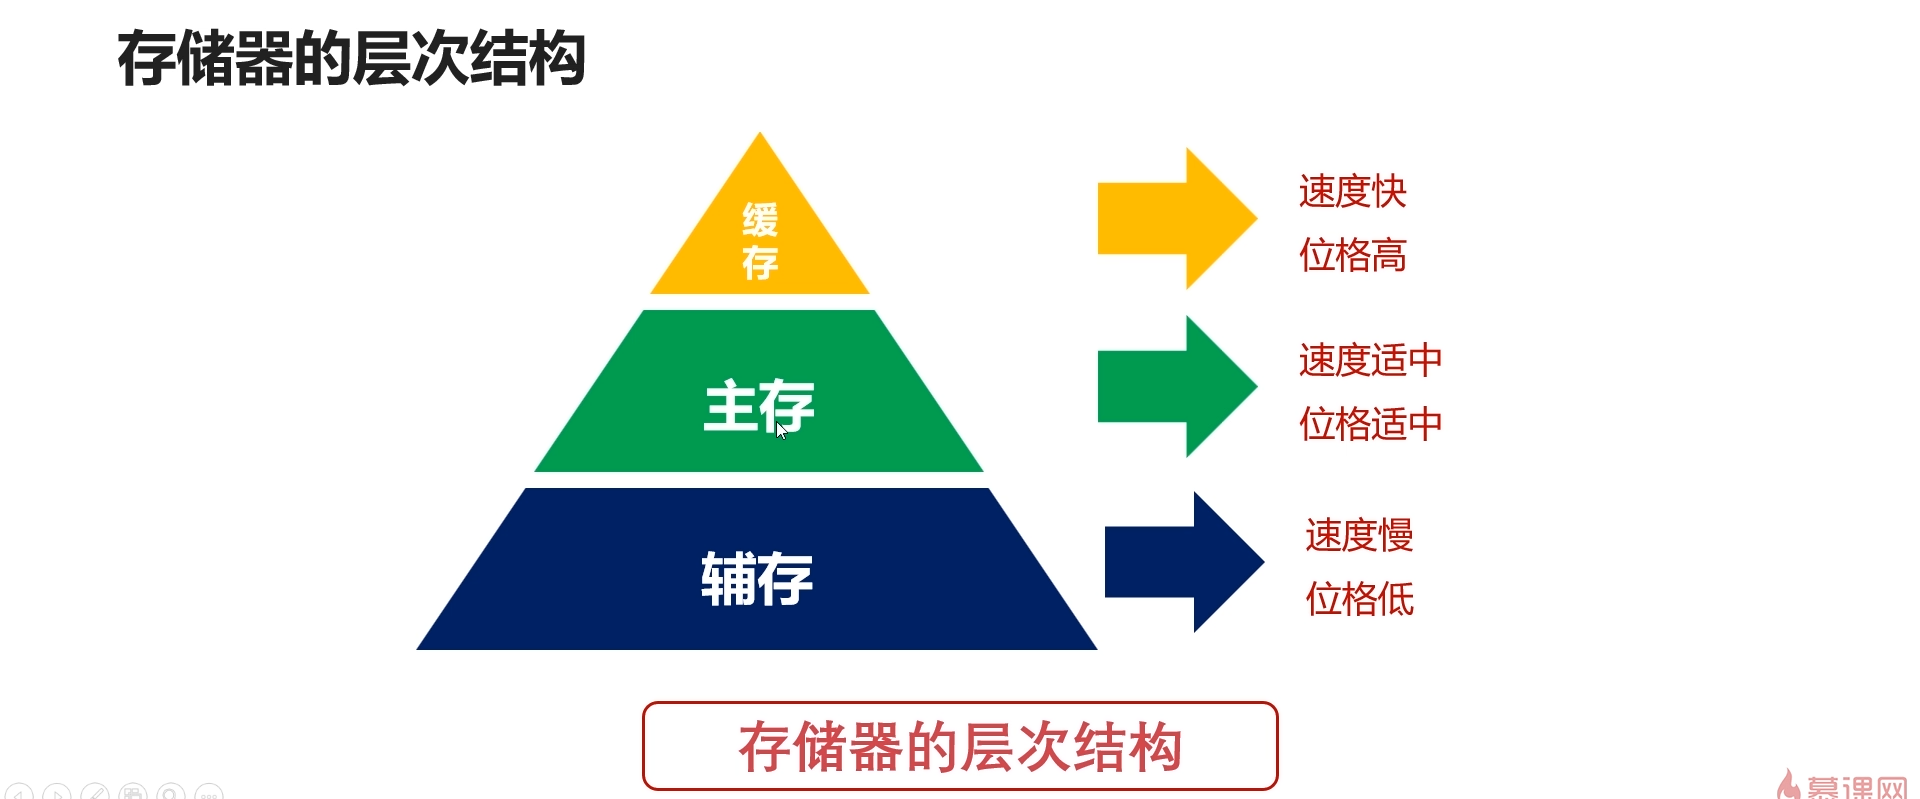 存储器的层次结构
缓
存
速度快
位格高
主存
速度适中
位格适中
辅存
速度慢
位格低
存储器的层次结构
慕课网